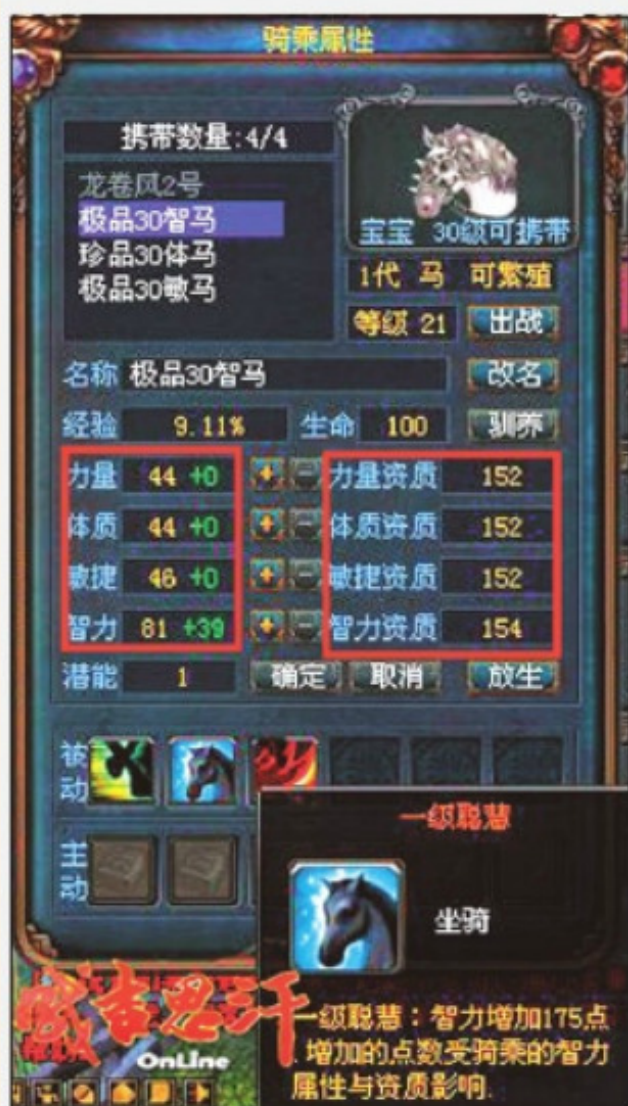 骑乘属性
携带数量:4/4
龙卷风2号
极品30智马
珍品30体马
极品30敏马
宝宝 30级可携带
1代 马 可繁殖
等级 21 出战
名称 极品30智马 改名
经验 9.11% 生命 100 驯养
力量 44 +0 力量资质 152
体质 44 +0 体质资质 152
敏捷 46 +0 敏捷资质 152
智力 81 +39 智力资质 154
潜能 1 确定 取消 放生
被动
主动
一级聪慧
坐骑
一级聪慧：智力增加175点
增加的点数受骑乘的智力
属性与资质影响.
成吉思汗
OnLine